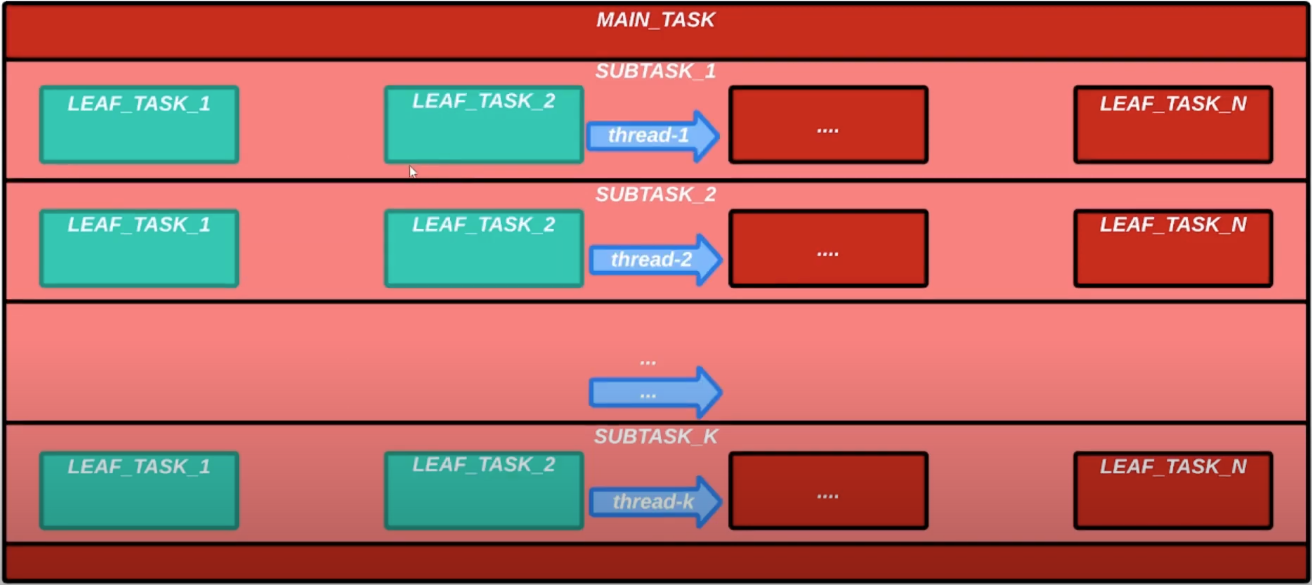 MAIN_TASK
SUBTASK_1
LEAF_TASK_1
LEAF_TASK_2
thread-1
....
LEAF_TASK_N
SUBTASK_2
LEAF_TASK_1
LEAF_TASK_2
thread-2
....
LEAF_TASK_N
...
...
SUBTASK_K
LEAF_TASK_1
LEAF_TASK_2
thread-k
....
LEAF_TASK_N